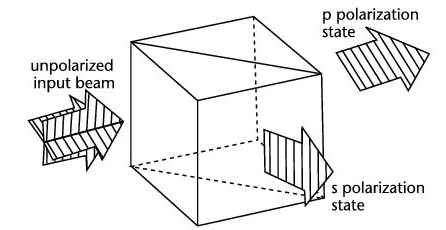 p polarization
state
unpolarized
input beam
s polarization
state